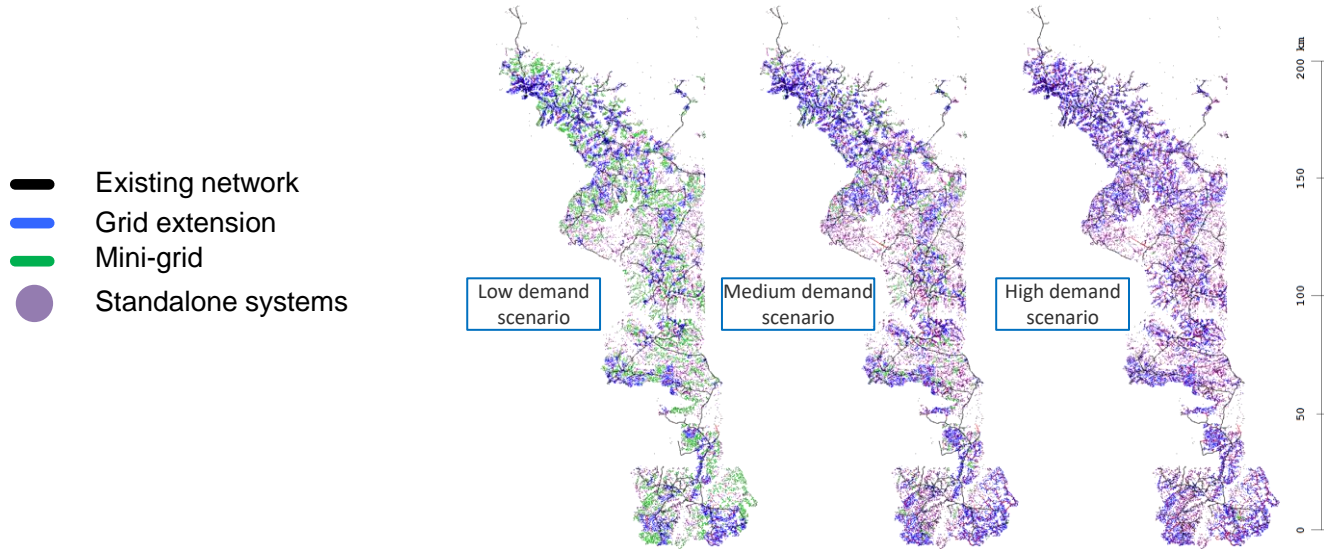 Existing network
Grid extension
Mini-grid
Standalone systems
Low demand
scenario
Medium demand
scenario
High demand
scenario
200 km
150
100
50
0